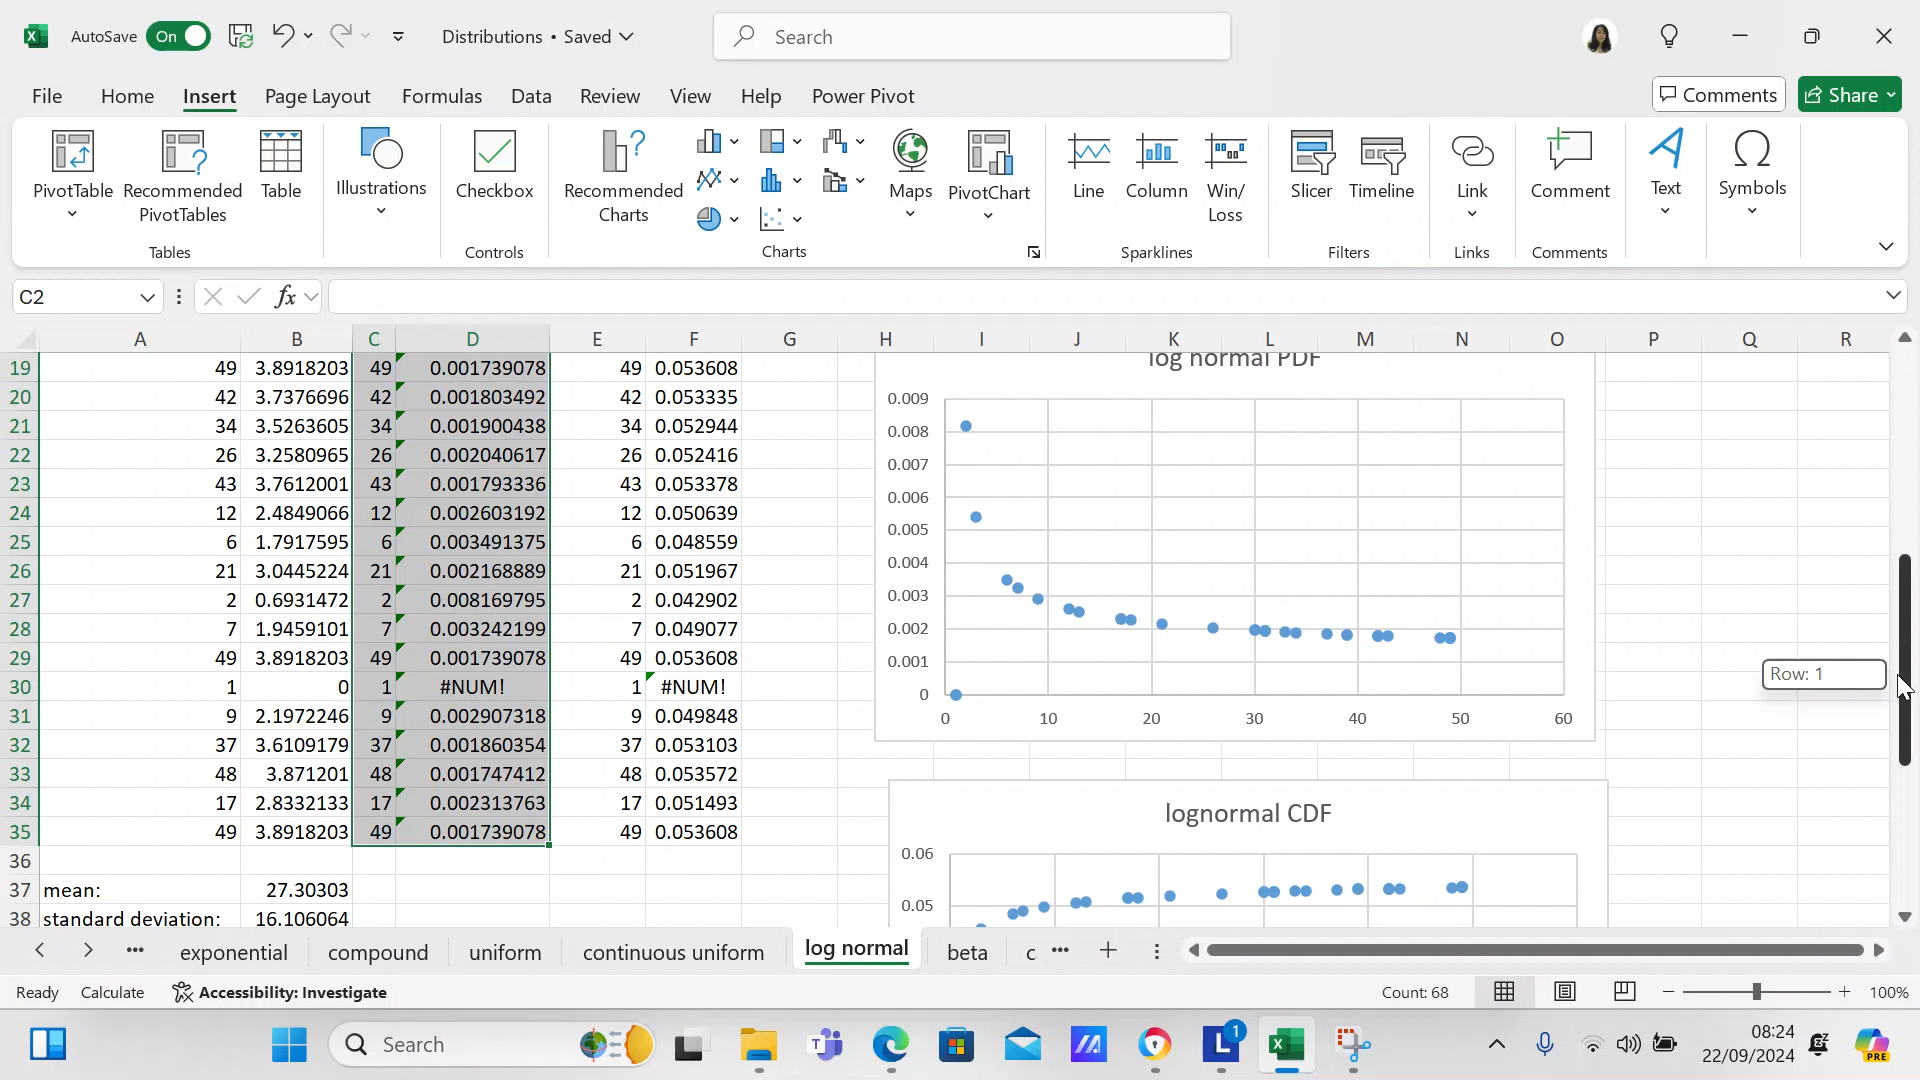 AutoSave On Distributions • Saved Search
File Home Insert Page Layout Formulas Data Review View Help Power Pivot Comments Share
PivotTable Recommended PivotTables Table Illustrations Checkbox Recommended Charts Maps PivotChart Line Column Win/ Loss Slicer Timeline Link Comment Text Symbols
Tables Controls Charts Sparklines Filters Links Comments
C2 fx
A B C D E F G H I J K L M N O P Q R
19 49 3.8918203 49 0.001739078 49 0.053608
20 42 3.7376696 42 0.001803492 42 0.053335
21 34 3.5263605 34 0.001900438 34 0.052944
22 26 3.2580965 26 0.002040617 26 0.052416
23 43 3.7612001 43 0.001793336 43 0.053378
24 12 2.4849066 12 0.002603192 12 0.050639
25 6 1.7917595 6 0.003491375 6 0.048559
26 21 3.0445224 21 0.002168889 21 0.051967
27 2 0.6931472 2 0.008169795 2 0.042902
28 7 1.9459101 7 0.003242199 7 0.049077
29 49 3.8918203 49 0.001739078 49 0.053608
30 1 0 1 #NUM! 1 #NUM!
31 9 2.1972246 9 0.002907318 9 0.049848
32 37 3.6109179 37 0.001860354 37 0.053103
33 48 3.871201 48 0.001747412 48 0.053572
34 17 2.8332133 17 0.002313763 17 0.051493
35 49 3.8918203 49 0.001739078 49 0.053608
36
37 mean: 27.30303
38 standard deviation: 16.106064
log normal PDF
0.009
0.008
0.007
0.006
0.005
0.004
0.003
0.002
0.001
0
0 10 20 30 40 50 60
Row: 1
lognormal CDF
0.06
0.05
exponential compound uniform continuous uniform log normal beta c
Ready Calculate Accessibility: Investigate Count: 68 100%
Search 1 08:24
22/09/2024 PRE